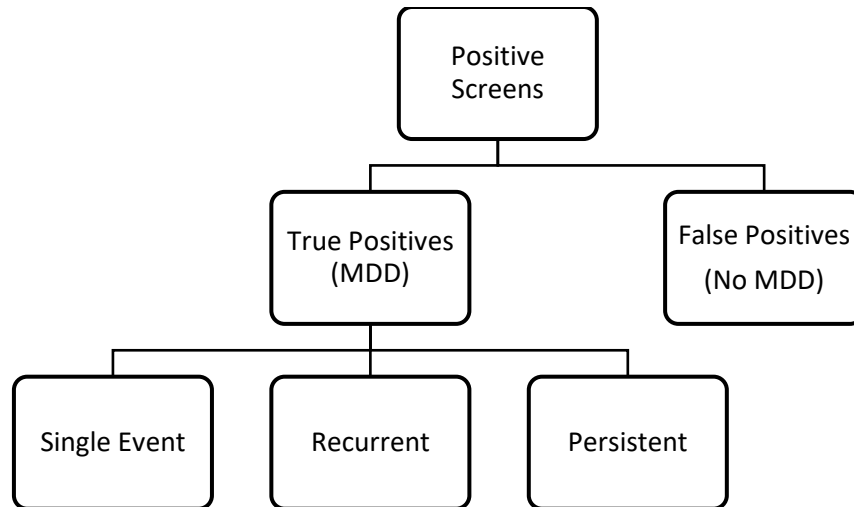 Positive
Screens
True Positives
(MDD)
False Positives
(No MDD)
Single Event
Recurrent
Persistent